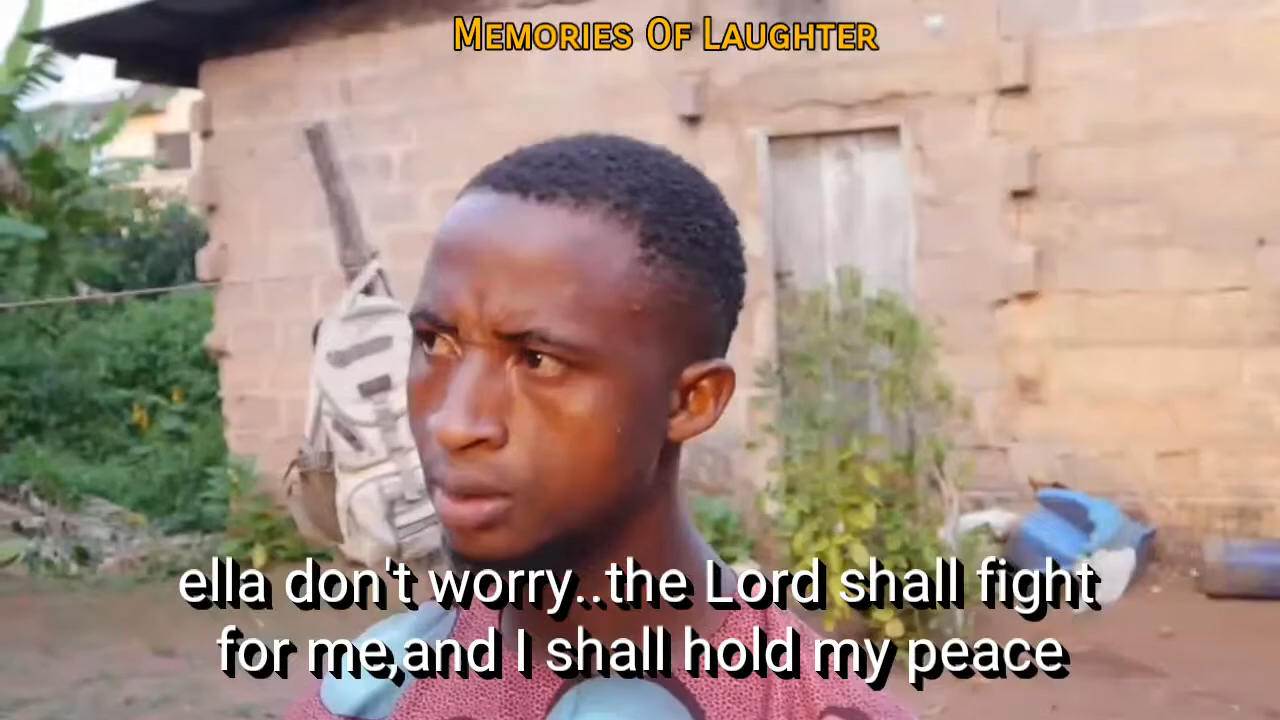 Memories Of Laughter
ella don't worry..the Lord shall fight
for me,and I shall hold my peace